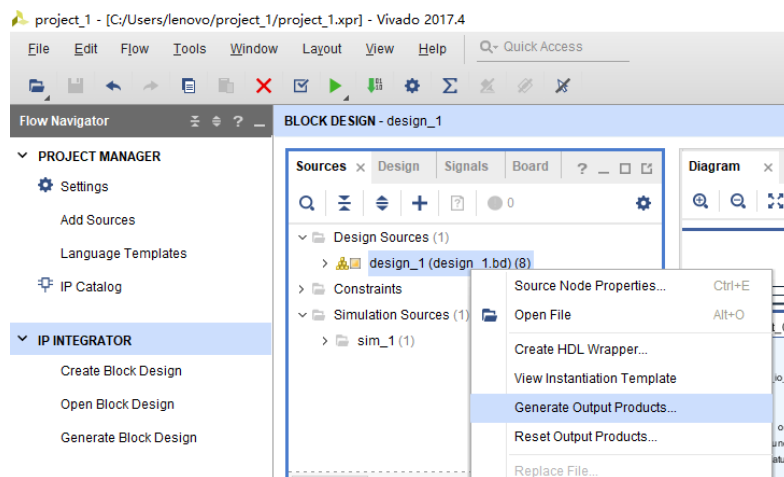 project_1 - [C:/Users/lenovo/project_1/project_1.xpr] - Vivado 2017.4
File Edit Flow Tools Window Layout View Help Quick Access
Flow Navigator ? BLOCK DESIGN - design_1
PROJECT MANAGER
Settings
Add Sources
Language Templates
IP Catalog
IP INTEGRATOR
Create Block Design
Open Block Design
Generate Block Design
Sources Design Signals Board ?
? 0
Design Sources (1)
design_1 (design_1.bd) (8)
Constraints
Simulation Sources (1)
sim_1 (1)
Source Node Properties... Ctrl+E
Open File Alt+O
Create HDL Wrapper...
View Instantiation Template
Generate Output Products...
Reset Output Products...
Replace File...
Diagram